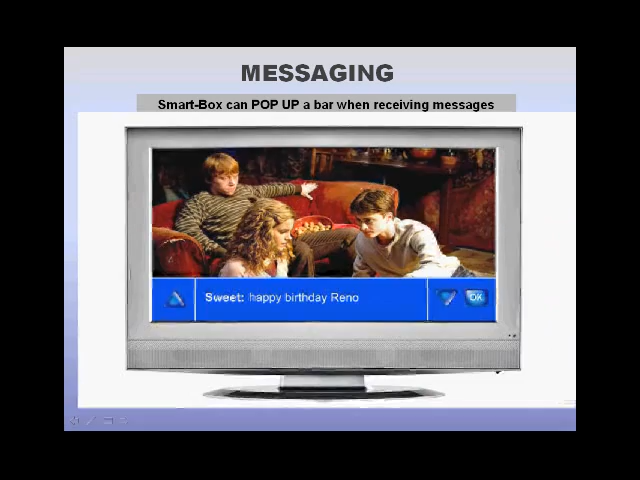 MESSAGING
Smart-Box can POP UP a bar when receiving messages
Sweet: happy birthday Reno
OK